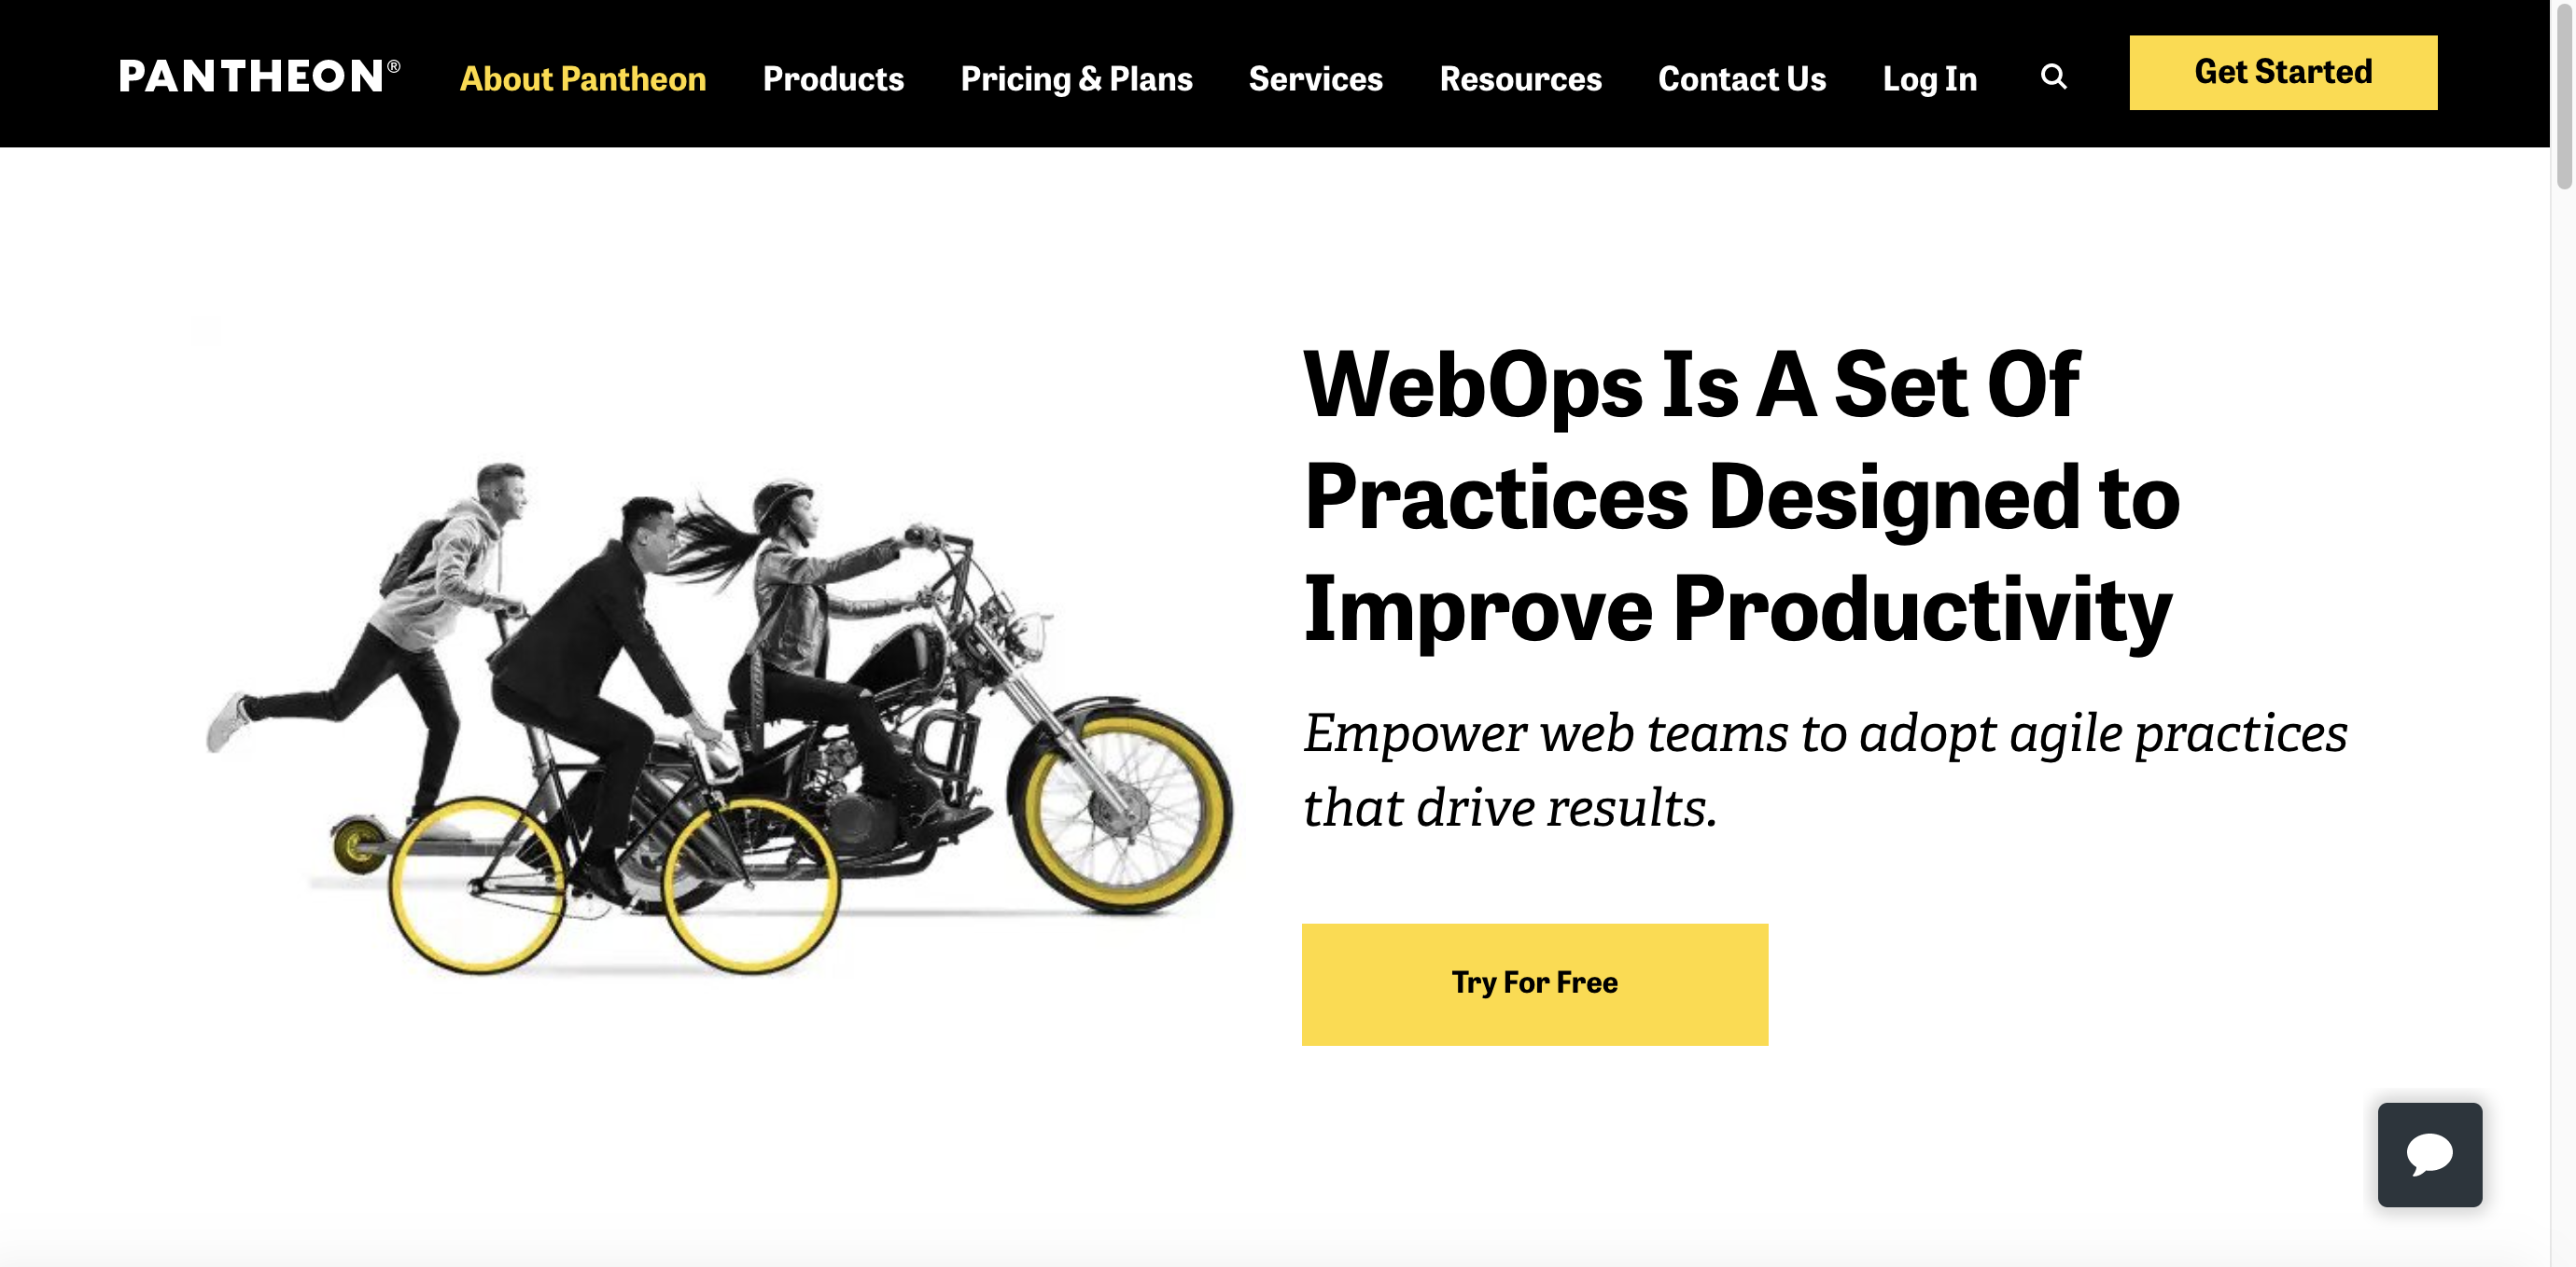 PANTHEON®
About Pantheon
Products
Pricing & Plans
Services
Resources
Contact Us
Log In
Get Started
WebOps Is A Set Of
Practices Designed to
Improve Productivity
Empower web teams to adopt agile practices
that drive results.
Try For Free